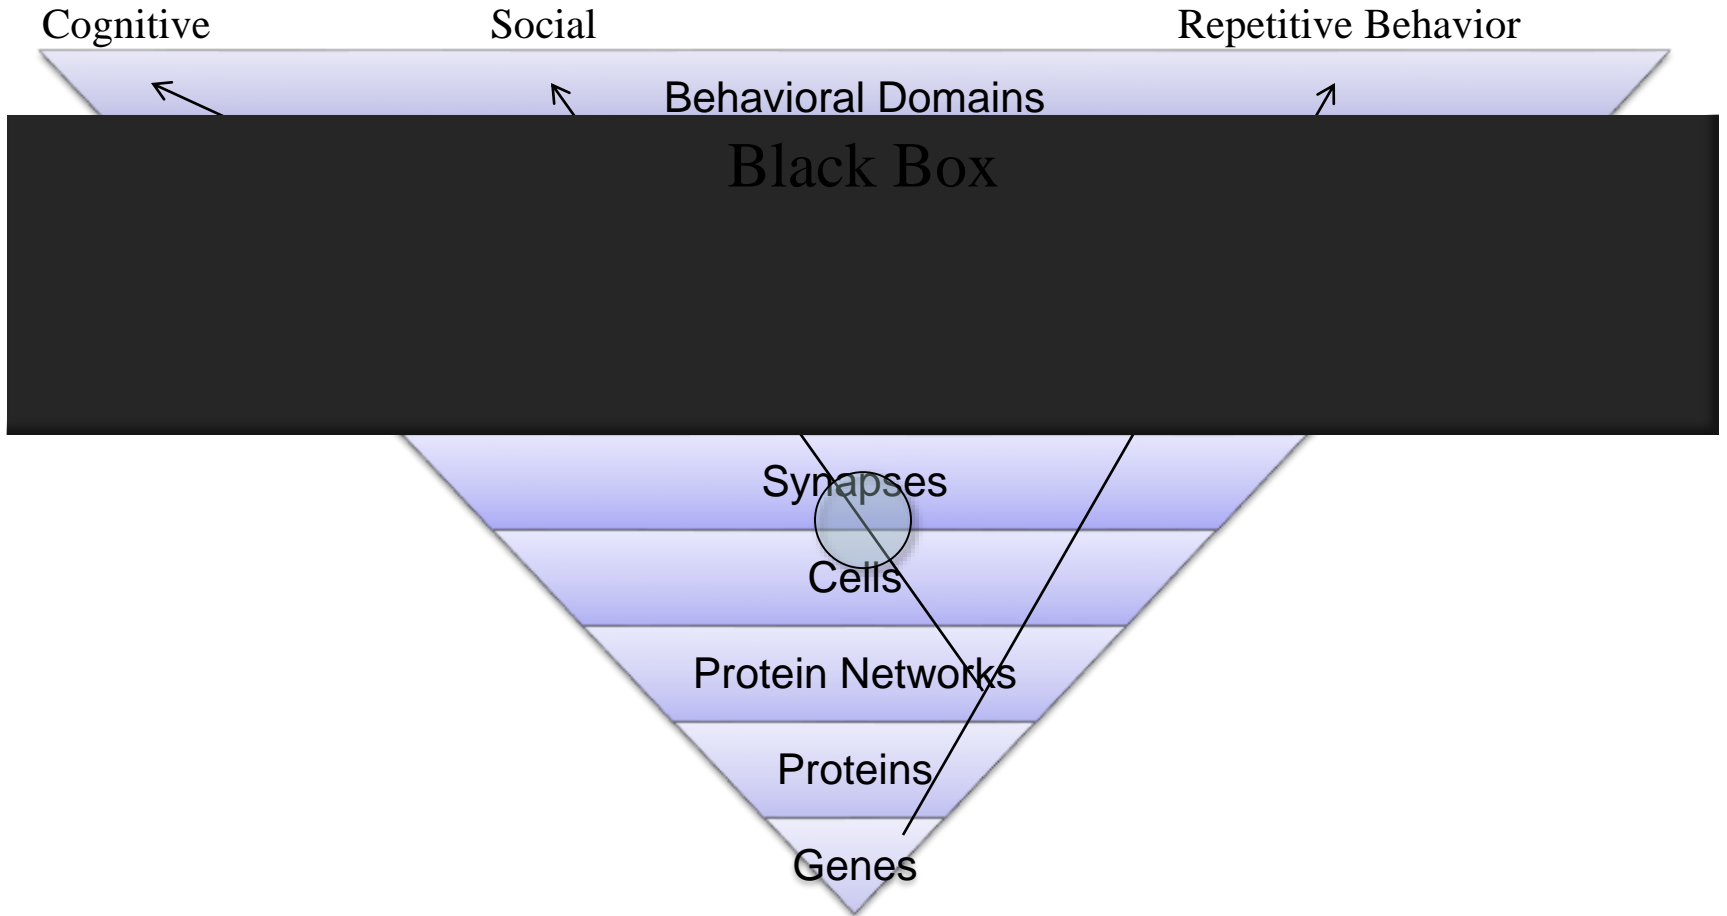 Cognitive Social Repetitive Behavior
Behavioral Domains
Black Box
Synapses
Cells
Protein Networks
Proteins
Genes